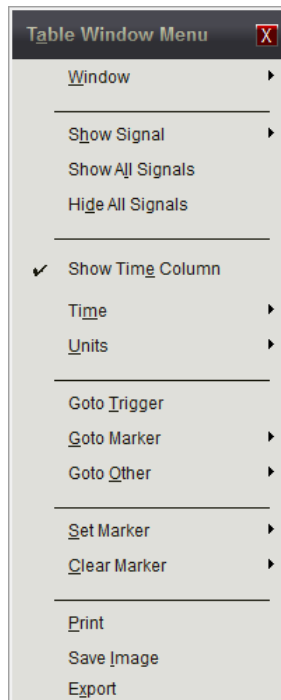 Table Window Menu X
Window
Show Signal
Show All Signals
Hide All Signals
Show Time Column
Time
Units
Goto Trigger
Goto Marker
Goto Other
Set Marker
Clear Marker
Print
Save Image
Export